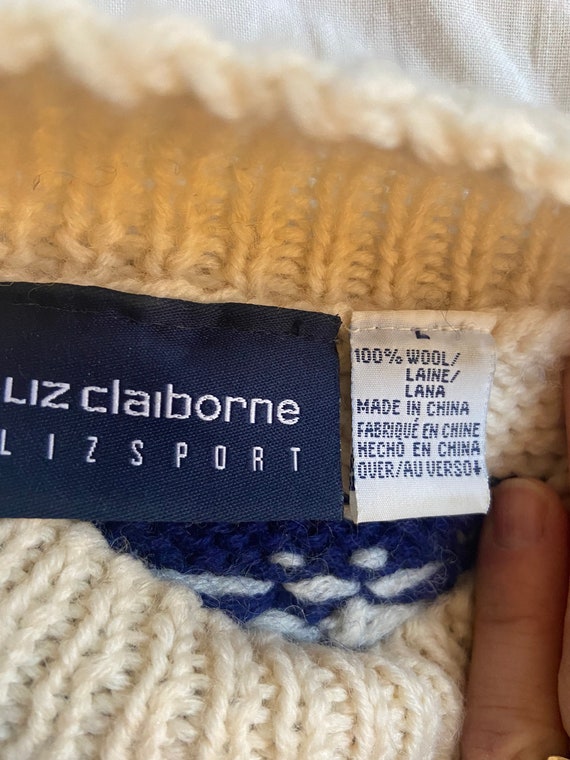 Liz claiborne
LIZSPORT
L
100% WOOL/
LAINE/
LANA
MADE IN CHINA
FABRIQUÉ EN CHINE
HECHO EN CHINA
OVER/AU VERSO↓